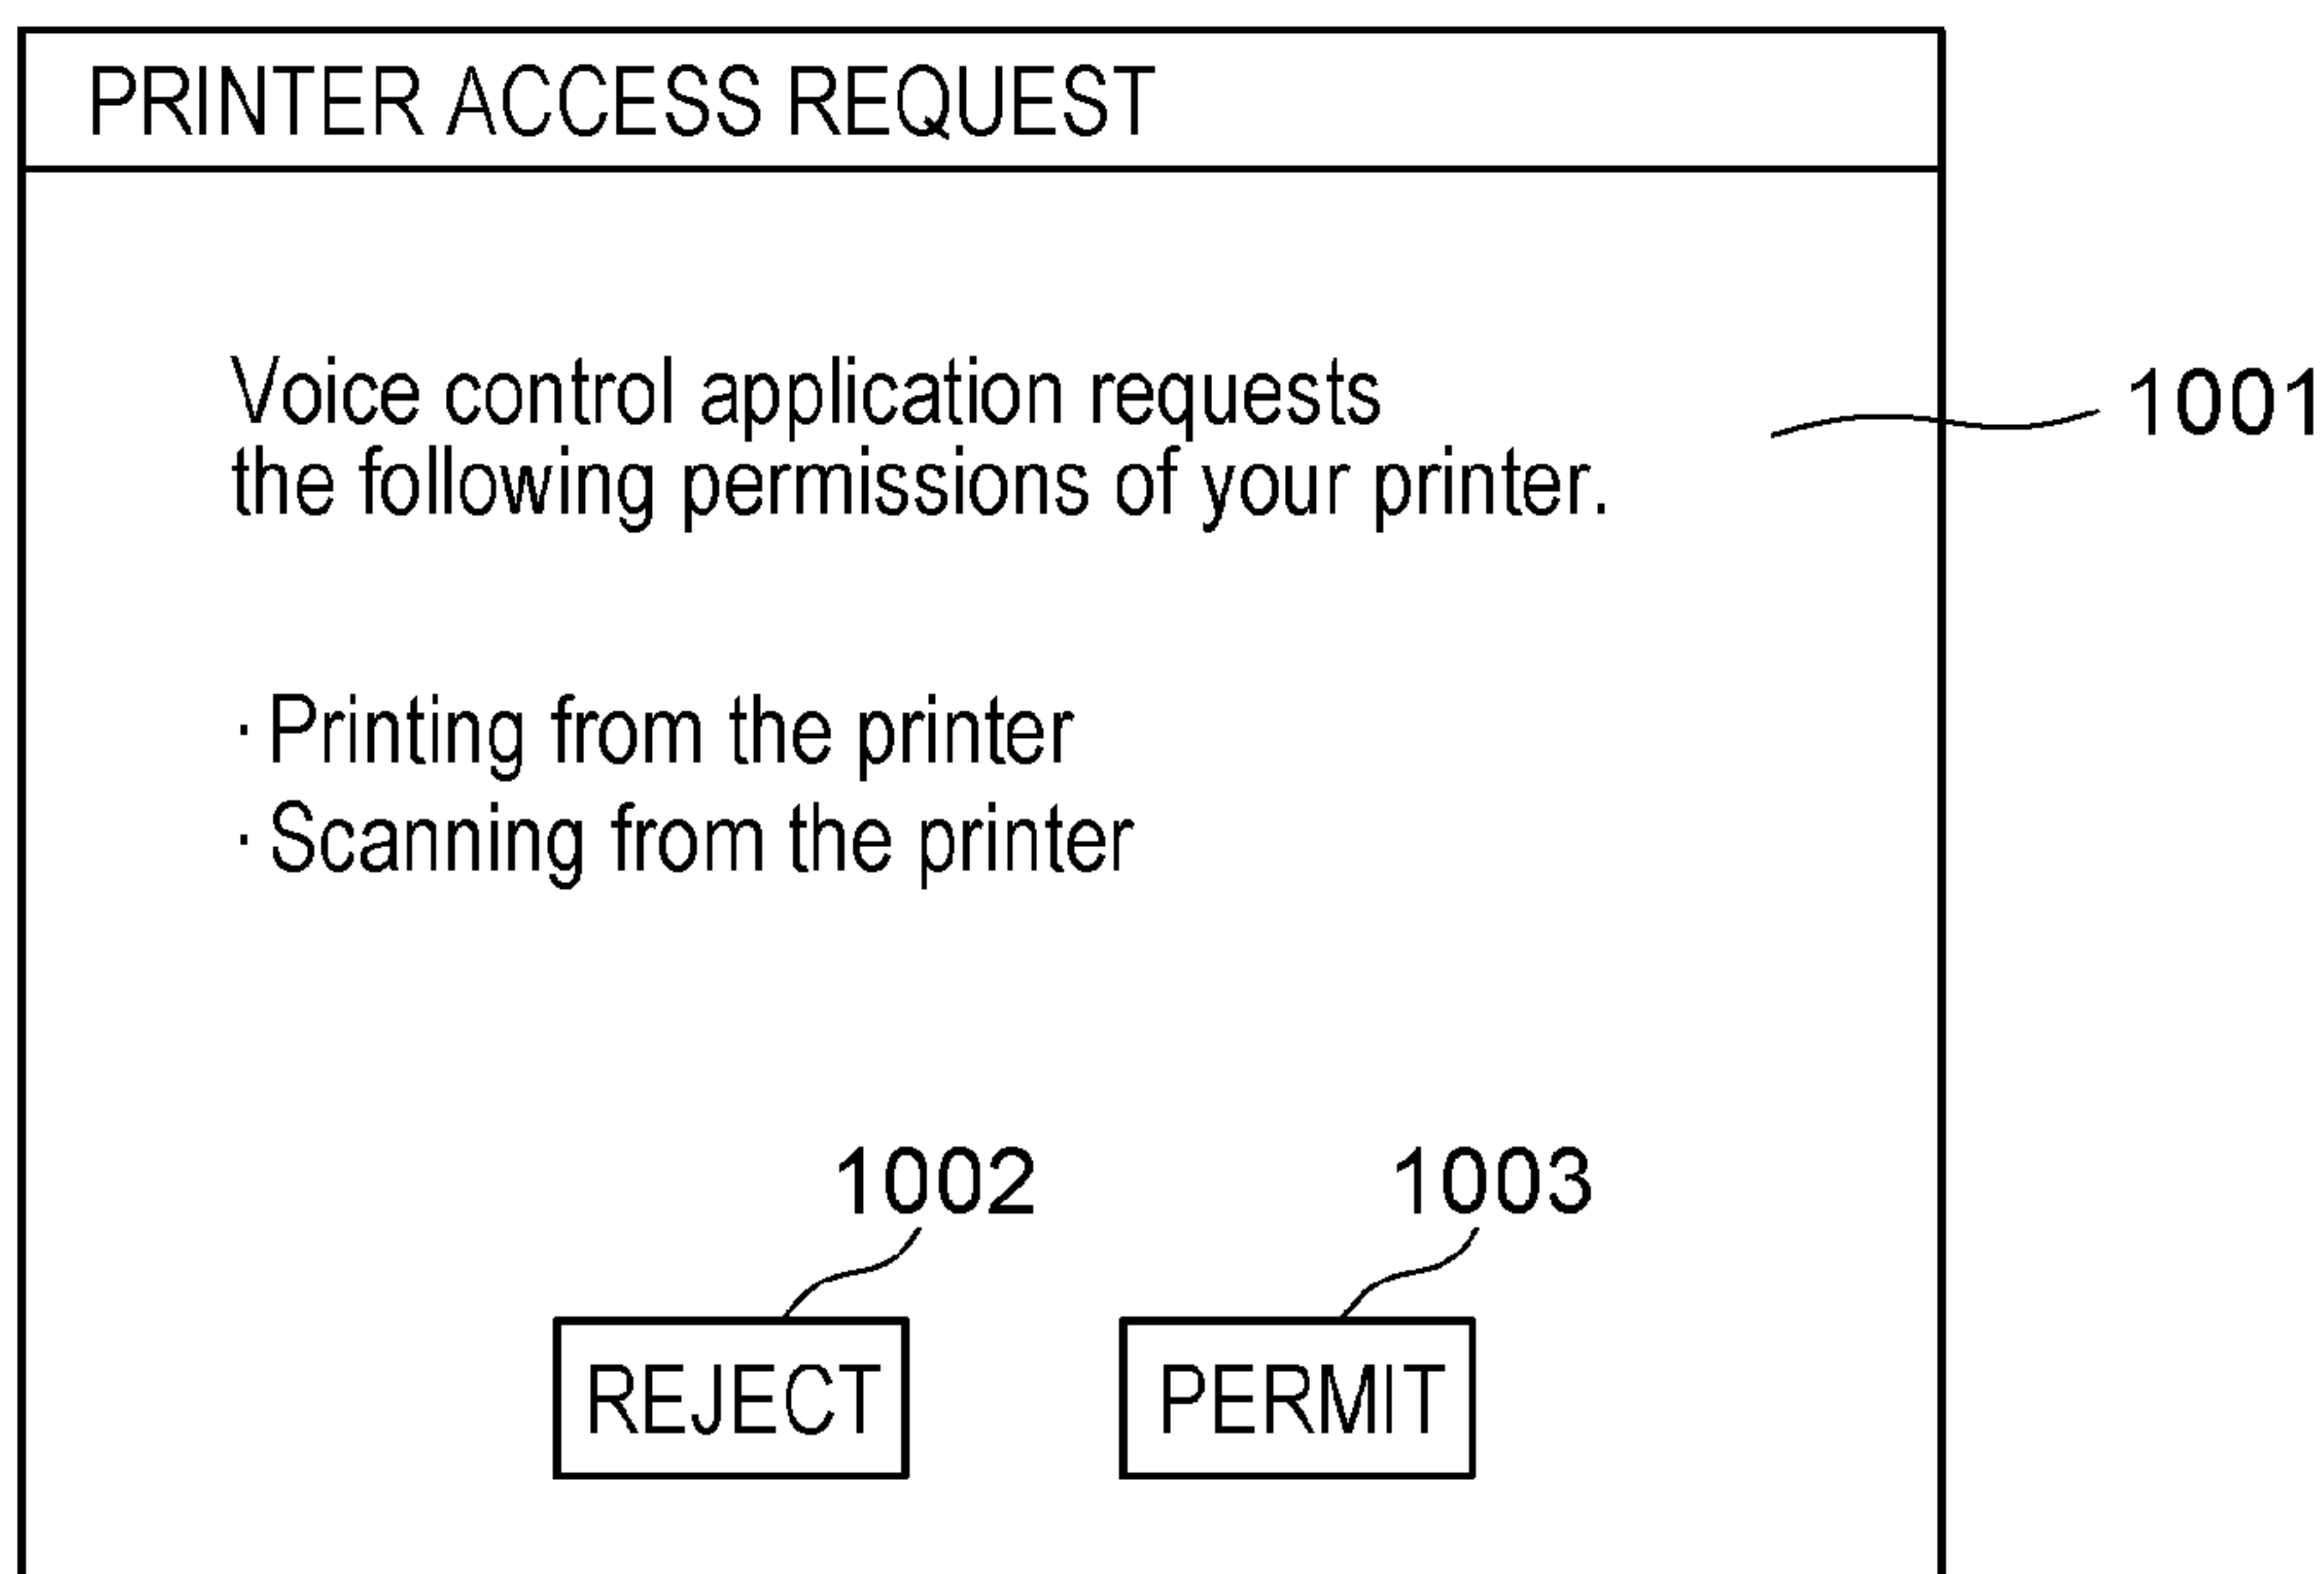 PRINTER ACCESS REQUEST
Voice control application requests
1001
the following permissions of your printer.
· Printing from the printer
· Scanning from the printer
1002
1003
REJECT
PERMIT